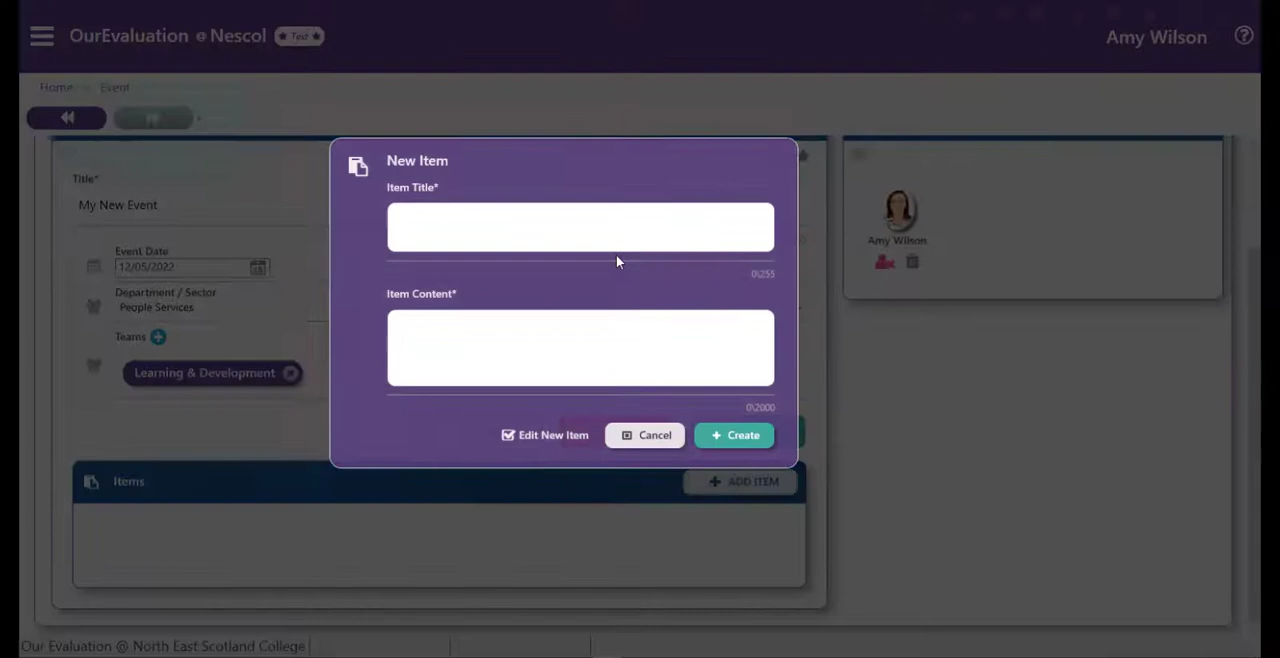 OurEvaluation @ Nescol ★ Test ★
Amy Wilson
Home Event
New Item
Item Title*
0\255
Item Content*
0\2000
Edit New Item Cancel + Create
Title*
My New Event
Event Date
12/05/2022
Department / Sector
People Services
Teams
Learning & Development
Amy Wilson
Items
+ ADD ITEM
Our Evaluation @ North East Scotland College